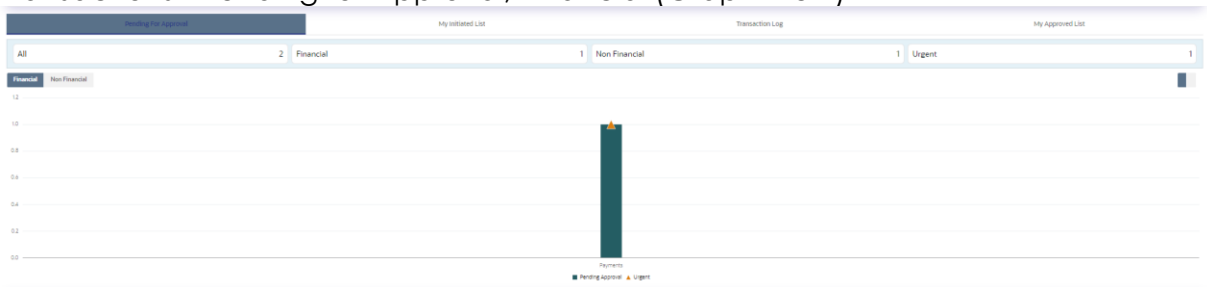 Pending For Approval My Initiated List Transaction Log My Approved List
All 2 Financial 1 Non Financial 1 Urgent 1
Financial Non Financial
1.2
1.0
0.8
0.6
0.4
0.2
0.0
Payments
Pending Approval Urgent